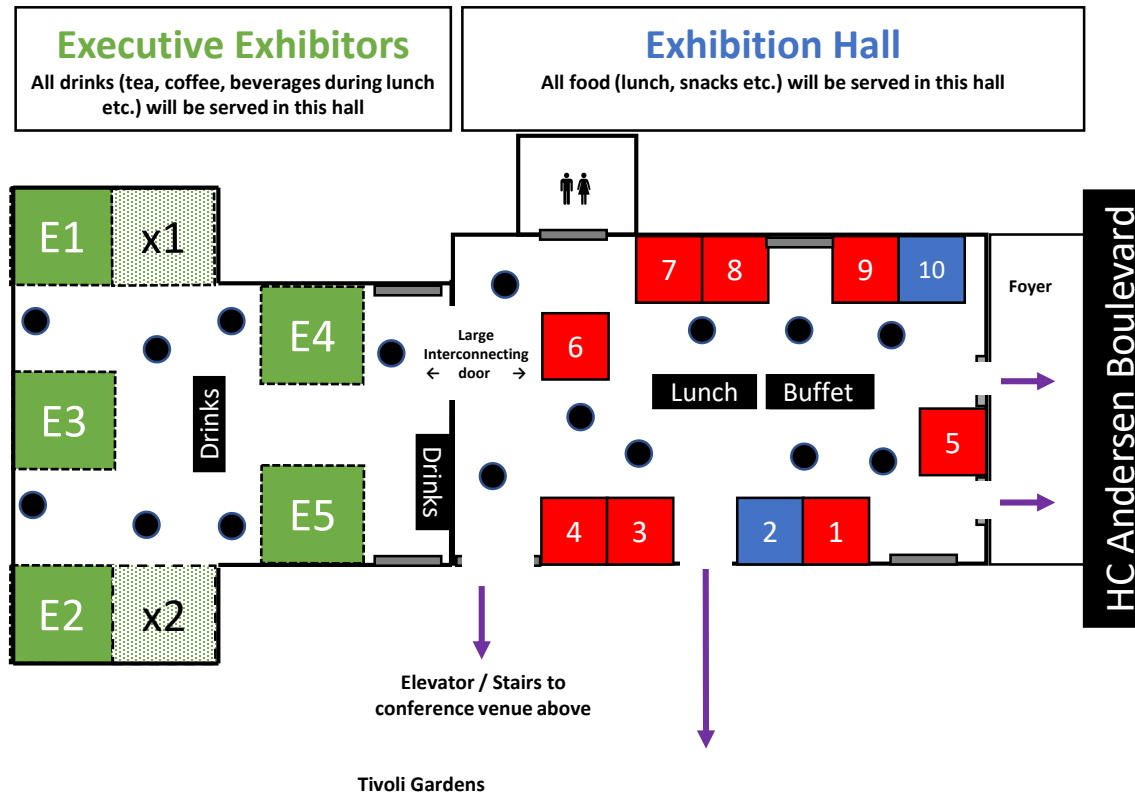 Executive Exhibitors
All drinks (tea, coffee, beverages during lunch
etc.) will be served in this hall
Exhibition Hall
All food (lunch, snacks etc.) will be served in this hall
E1
x1
E4
E3
Drinks
E5
E2
x2
Drinks
Large
Interconnecting
← door →
7
8
9
10
6
Lunch
Buffet
5
4
3
2
1
Foyer
HC Andersen Boulevard
Elevator / Stairs to
conference venue above
Tivoli Gardens